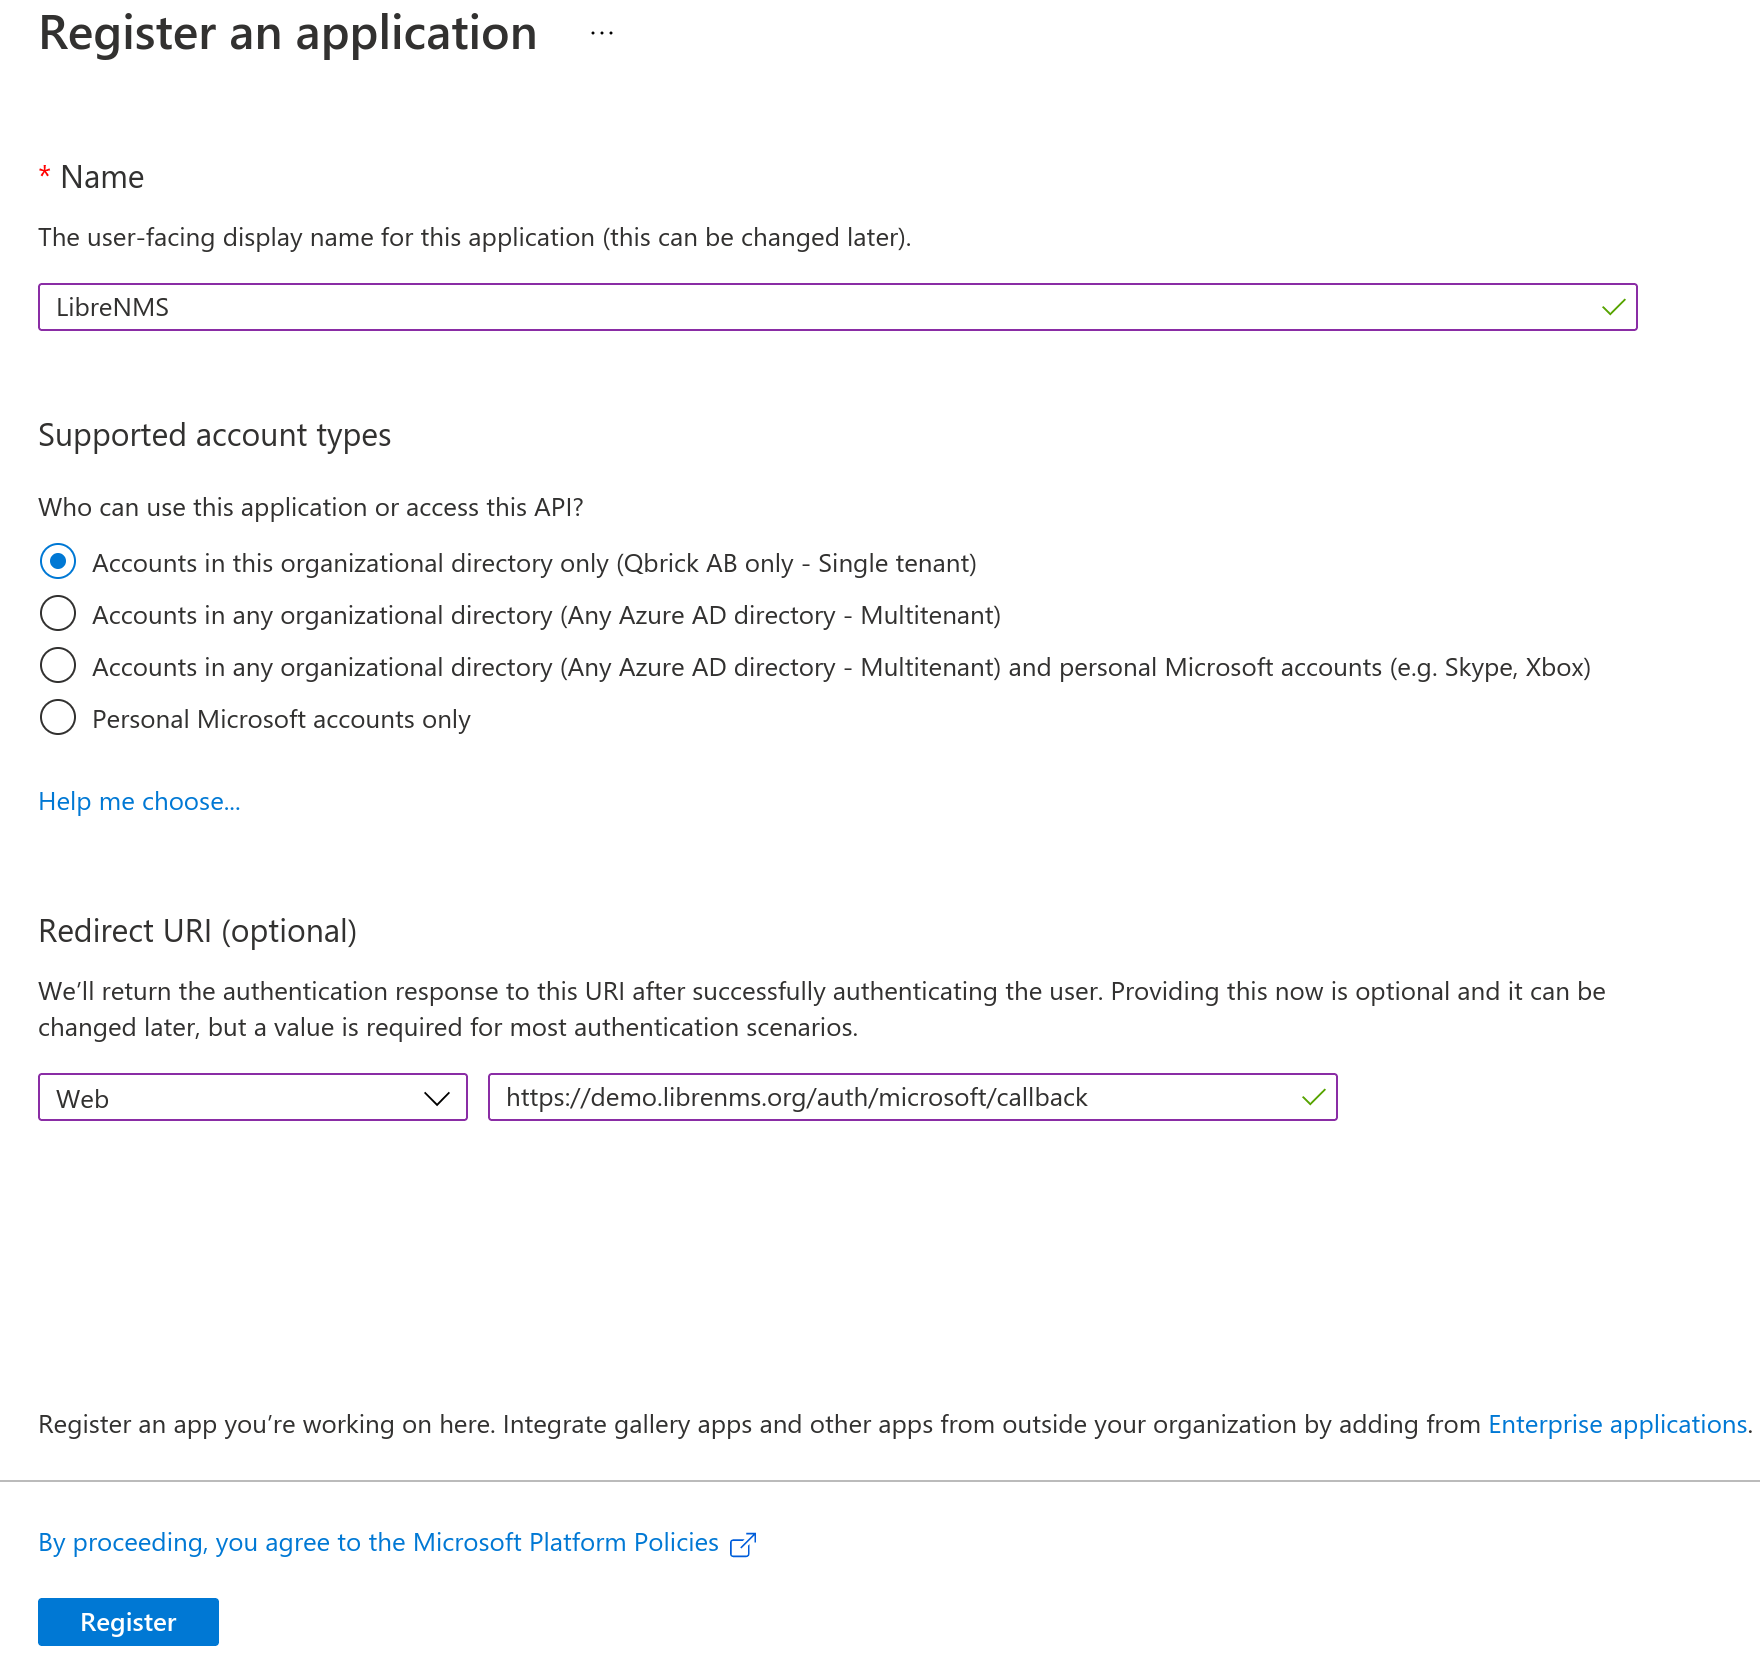 Register an application ...
* Name
The user-facing display name for this application (this can be changed later).
LibreNMS
Supported account types
Who can use this application or access this API?
Accounts in this organizational directory only (Qbrick AB only - Single tenant)
Accounts in any organizational directory (Any Azure AD directory - Multitenant)
Accounts in any organizational directory (Any Azure AD directory - Multitenant) and personal Microsoft accounts (e.g. Skype, Xbox)
Personal Microsoft accounts only
Help me choose...
Redirect URI (optional)
We’ll return the authentication response to this URI after successfully authenticating the user. Providing this now is optional and it can be
changed later, but a value is required for most authentication scenarios.
Web https://demo.librenms.org/auth/microsoft/callback
Register an app you’re working on here. Integrate gallery apps and other apps from outside your organization by adding from Enterprise applications.
By proceeding, you agree to the Microsoft Platform Policies
Register